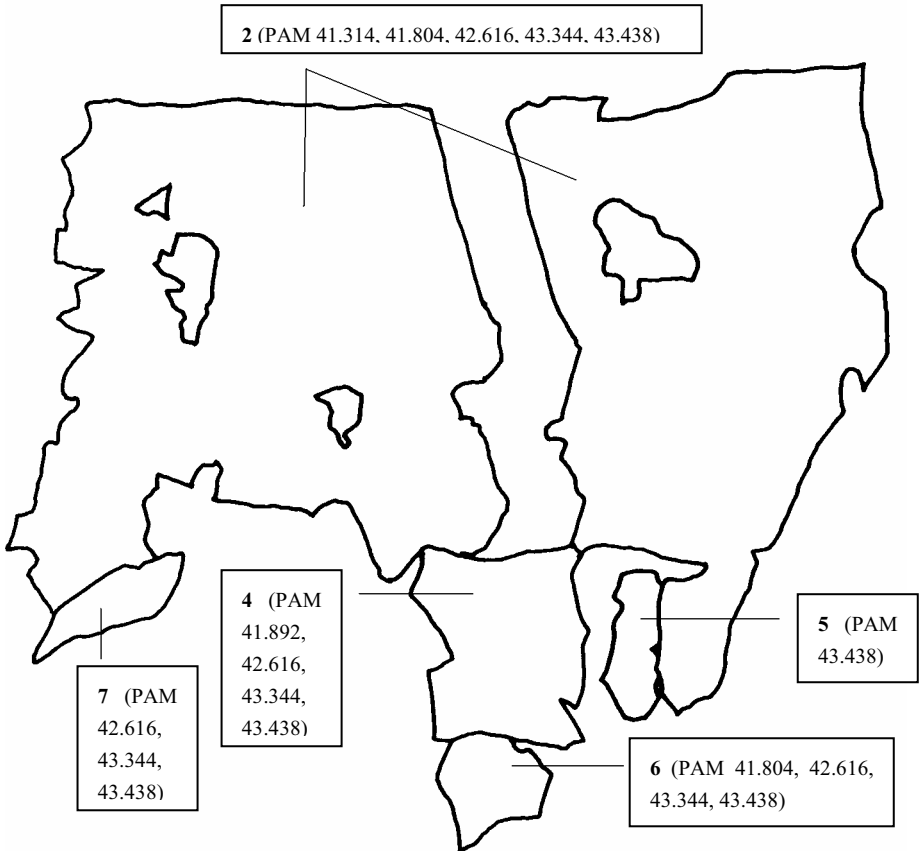 2 (PAM 41.314, 41.804, 42.616, 43.344, 43.438)
4 (PAM
41.892,
42.616,
43.344,
43.438)
5 (PAM
43.438)
7 (PAM
42.616,
43.344,
43.438)
6 (PAM 41.804, 42.616,
43.344, 43.438)